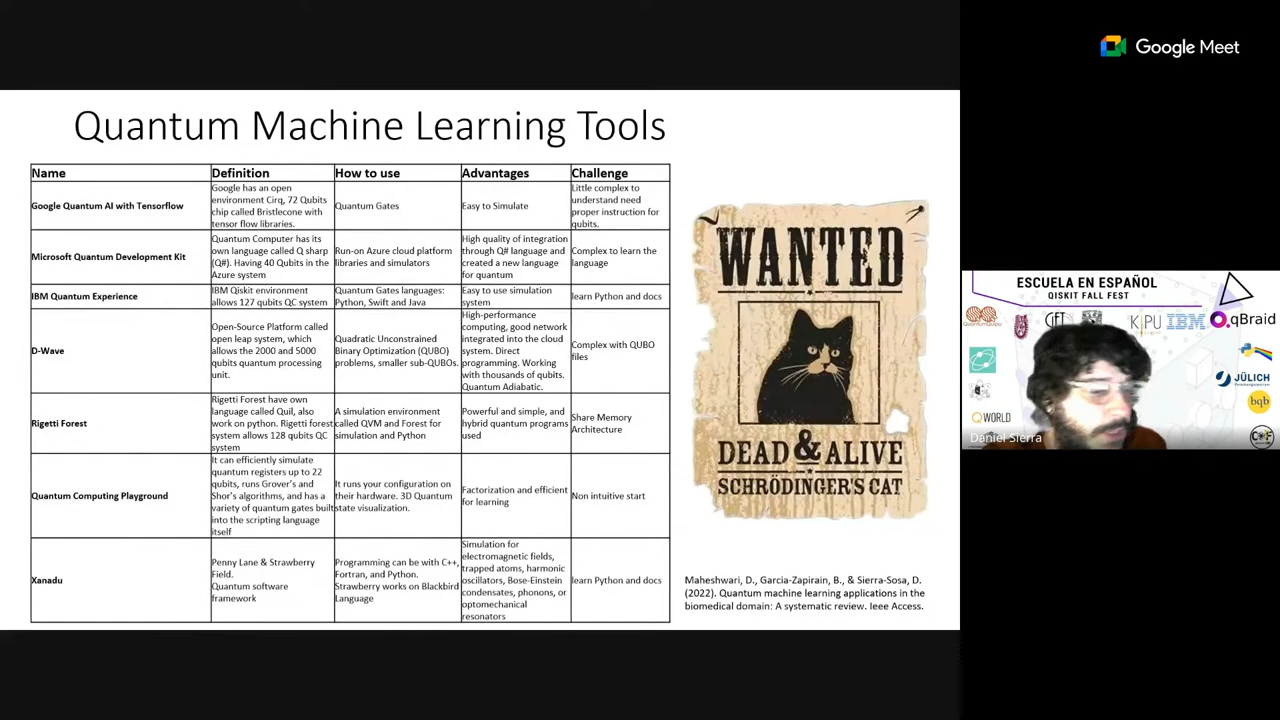 Google Meet
Quantum Machine Learning Tools
Name
Definition
How to use
Advantages
Challenge
Google Quantum AI with Tensorflow
Google has an open
environment Cirq, 72 Qubits
chip called Bristlecone with
tensor flow libraries.
Quantum Gates
Easy to Simulate
Little complex to
understand need
proper instruction for
qubits.
Microsoft Quantum Development Kit
Quantum Computer has its
own language called Q sharp
(Q#). Having 40 Qubits in the
Azure system
Run-on Azure cloud platform
libraries and simulators
High quality of integration
through Q# language and
created a new language
for quantum
Complex to learn the
language
IBM Quantum Experience
IBM Qiskit environment
allows 127 qubits QC system
Quantum Gates languages:
Python, Swift and Java
Easy to use simulation
system
learn Python and docs
D-Wave
Open-Source Platform called
open leap system, which
allows the 2000 and 5000
qubits quantum processing
unit.
Quadratic Unconstrained
Binary Optimization (QUBO)
problems, smaller sub-QUBOs.
High-performance
computing, good network
integrated into the cloud
system. Direct
programming. Working
with thousands of qubits.
Quantum Adiabatic.
Complex with QUBO
files
Rigetti Forest
Rigetti Forest have own
language called Quil, also
work on python. Rigetti forest
system allows 128 qubits QC
system
A simulation environment
called QVM and Forest for
simulation and Python
Powerful and simple, and
hybrid quantum programs
used
Share Memory
Architecture
Quantum Computing Playground
It can efficiently simulate
quantum registers up to 22
qubits, runs Grover's and
Shor's algorithms, and has a
variety of quantum gates built
into the scripting language
itself
It runs your configuration on
their hardware. 3D Quantum
state visualization.
Factorization and efficient
for learning
Non intuitive start
Xanadu
Penny Lane & Strawberry
Field.
Quantum software
framework
Programming can be with C++,
Fortran, and Python.
Strawberry works on Blackbird
Language
Simulation for
electromagnetic fields,
trapped atoms, harmonic
oscillators, Bose-Einstein
condensates, phonons, or
optomechanical
resonators
learn Python and docs
WANTED
DEAD & ALIVE
SCHRÖDINGER'S CAT
Maheshwari, D., Garcia-Zapirain, B., & Sierra-Sosa, D.
(2022). Quantum machine learning applications in the
biomedical domain: A systematic review. Ieee Access.
ESCUELA EN ESPAÑOL
QISKIT FALL FEST
IBM
qBraid
JÜLICH
QWORLD
bqb
Daniel Sierra